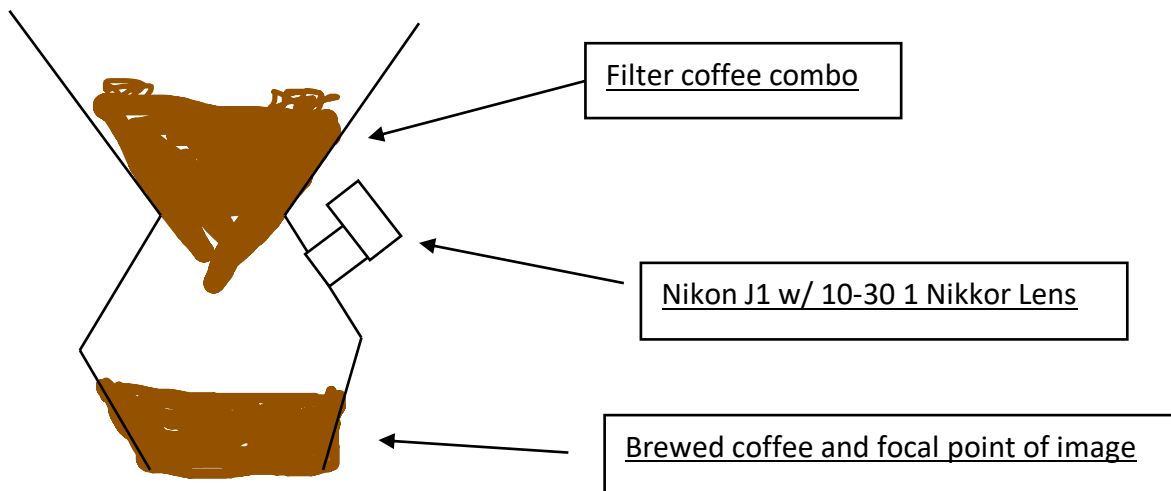 Filter coffee combo
Nikon J1 w/ 10-30 1 Nikkor Lens
Brewed coffee and focal point of image